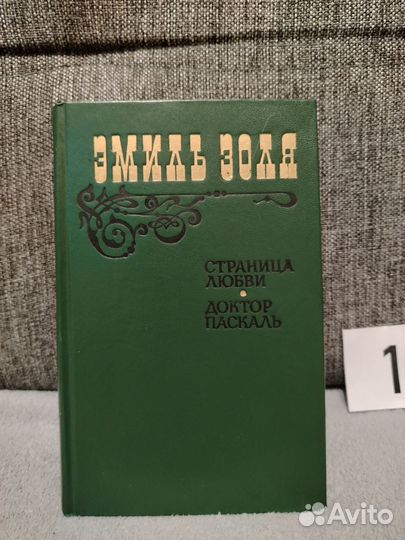 ЭМИЛЬ ЗОЛЯ
СТРАНИЦА
ЛЮБВИ
ДОКТОР
ПАСКАЛЬ
1
Avito